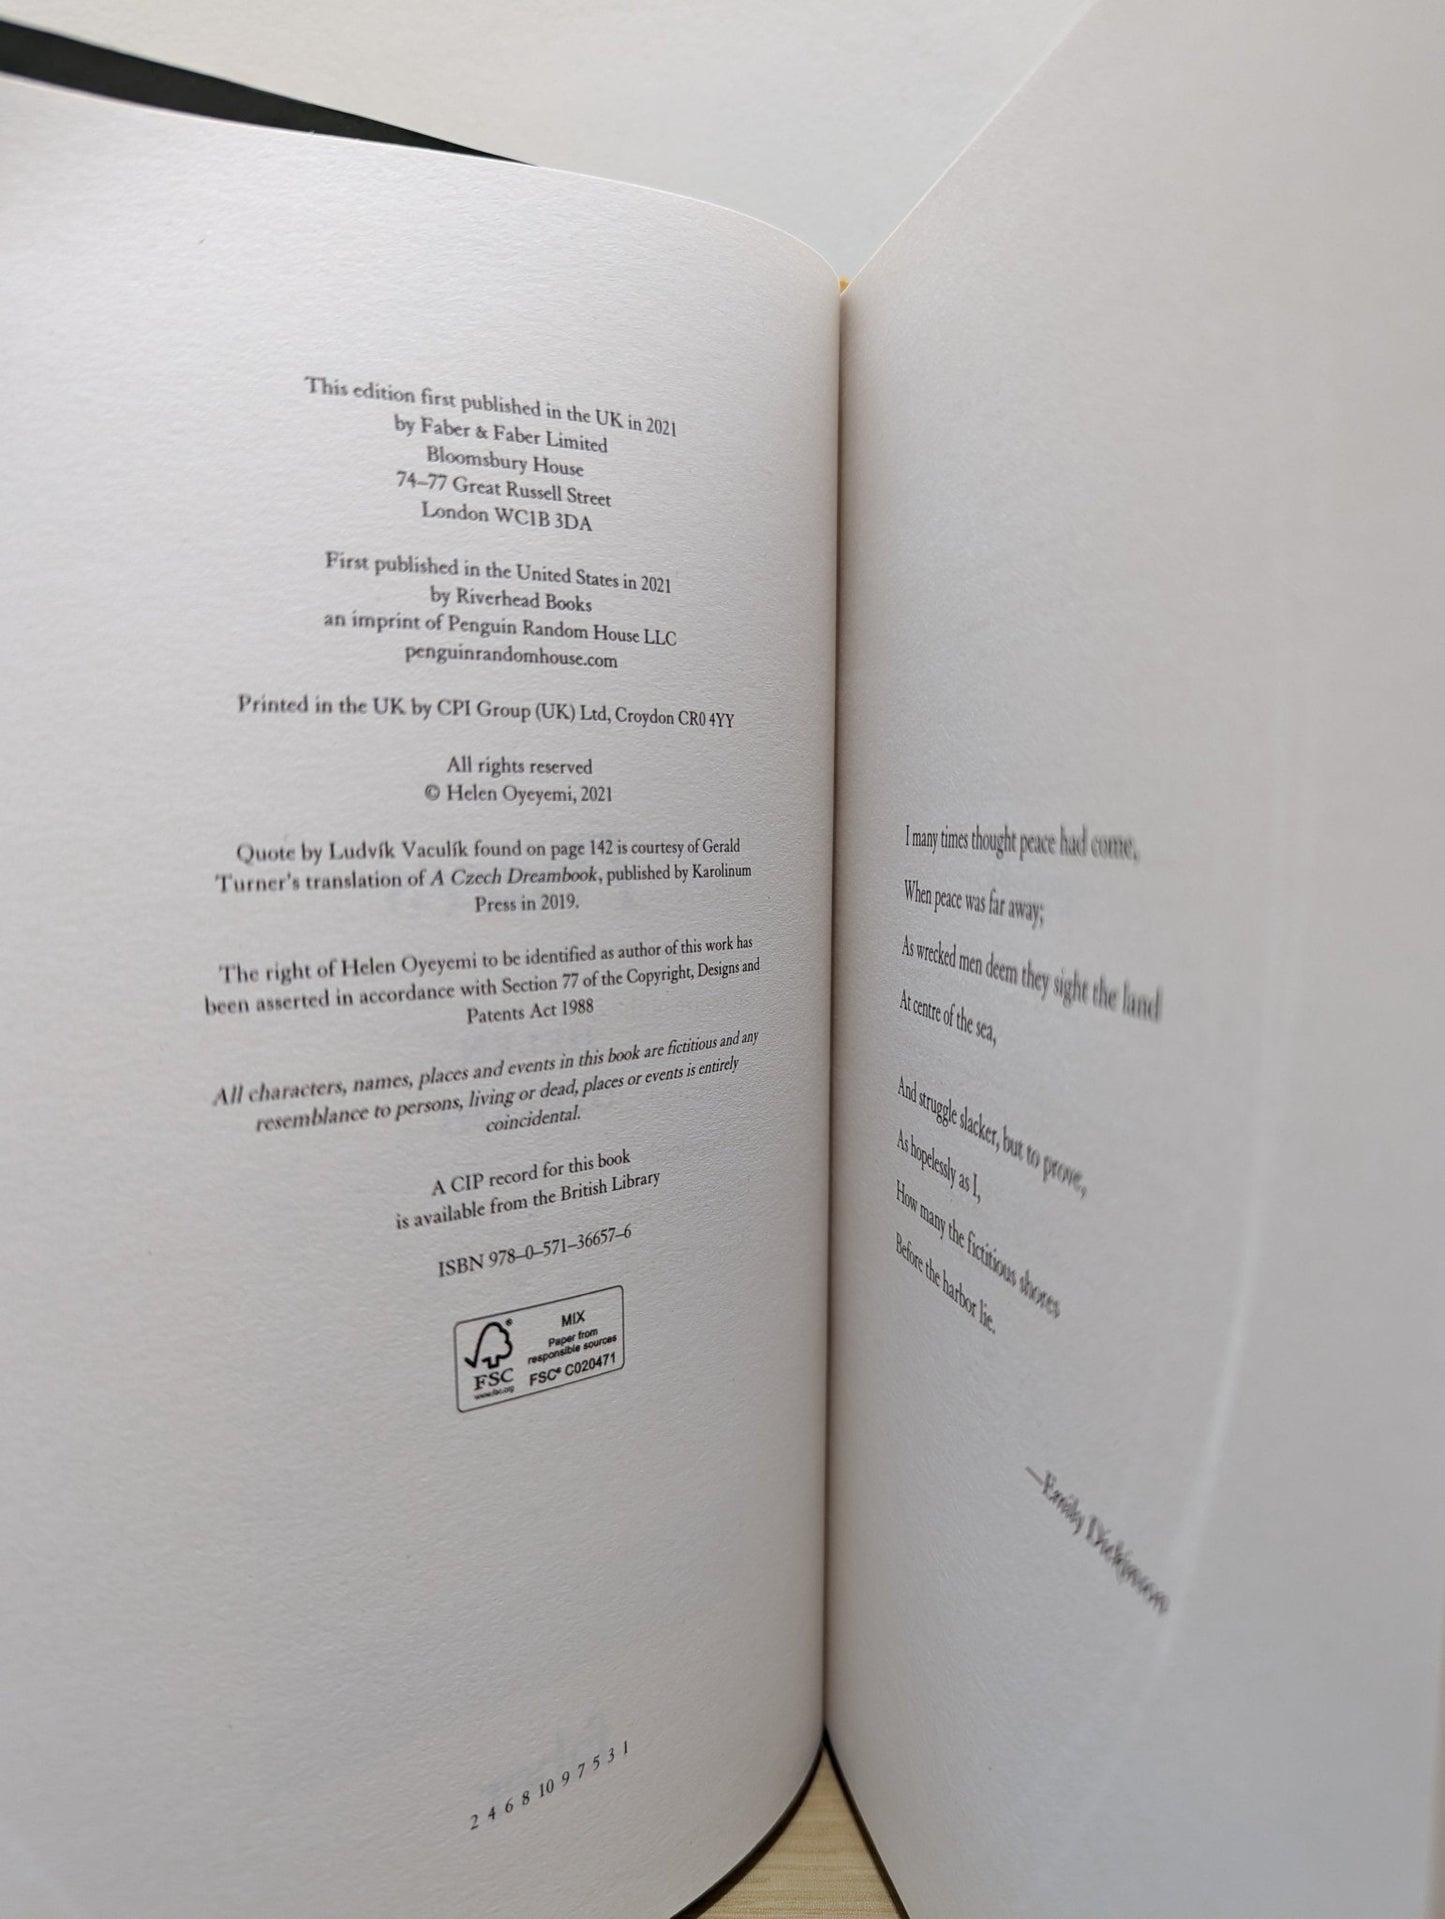 This edition first published in the UK in 2021
by Faber & Faber Limited
Bloomsbury House
74–77 Great Russell Street
London WC1B 3DA
First published in the United States in 2021
by Riverhead Books
an imprint of Penguin Random House LLC
penguinrandomhouse.com
Printed in the UK by CPI Group (UK) Ltd, Croydon CR0 4YY
All rights reserved
© Helen Oyeyemi, 2021
Quote by Ludvík Vaculík found on page 142 is courtesy of Gerald
Turner's translation of A Czech Dreambook, published by Karolinum
Press in 2019.
The right of Helen Oyeyemi to be identified as author of this work has
been asserted in accordance with Section 77 of the Copyright, Designs and
Patents Act 1988
All characters, names, places and events in this book are fictitious and any
resemblance to persons, living or dead, places or events is entirely
coincidental.
A CIP record for this book
is available from the British Library
ISBN 978–0–571–36657–6
MIX
Paper from
responsible sources
FSC® C020471
FSC
www.fsc.org
2 4 6 8 10 9 7 5 3 1
I many times thought peace had come,
When peace was far away;
As wrecked men deem they sight the land
At centre of the sea,
And struggle slacker, but to prove,
As hopelessly as I,
How many the fictitious shores
Before the harbor lie.
—Emily Dickinson